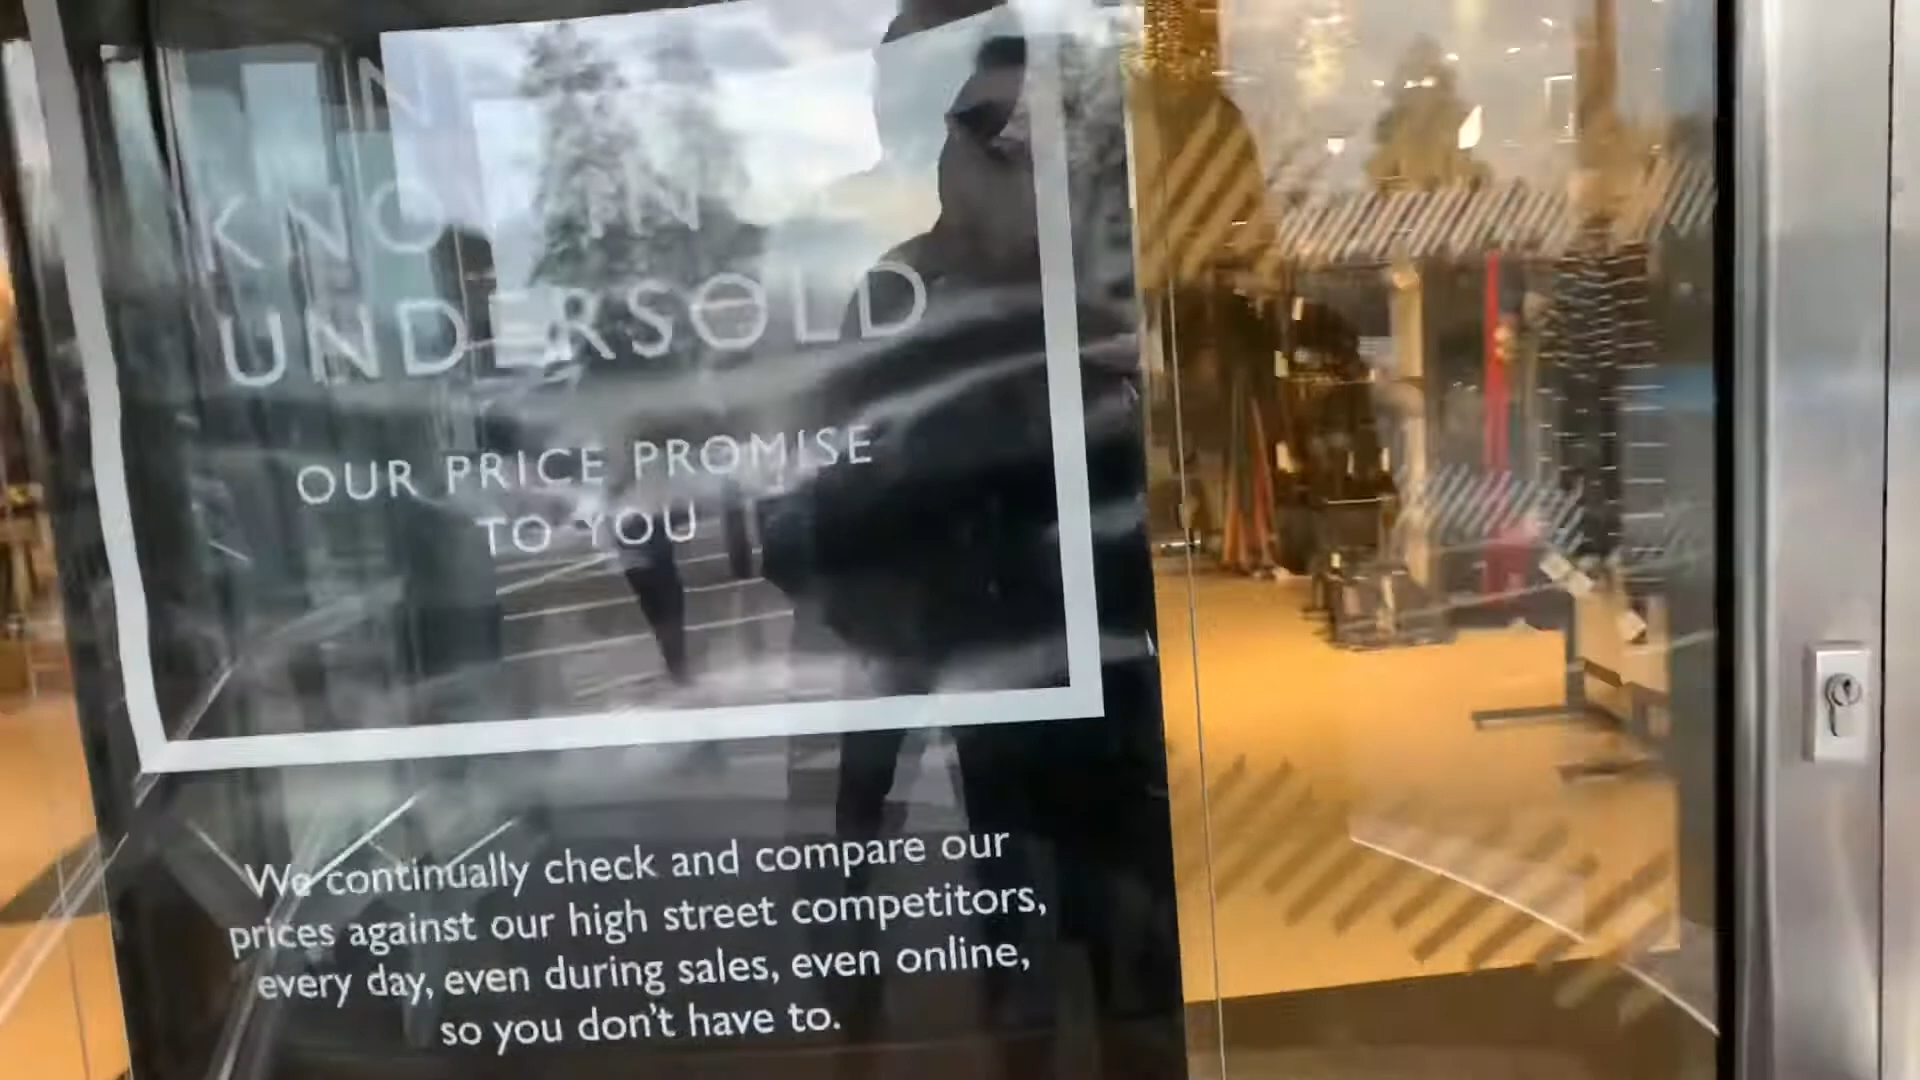 UNDERSOLD
OUR PRICE PROMISE
TO YOU
We continually check and compare our
prices against our high street competitors,
every day, even during sales, even online,
so you don't have to.